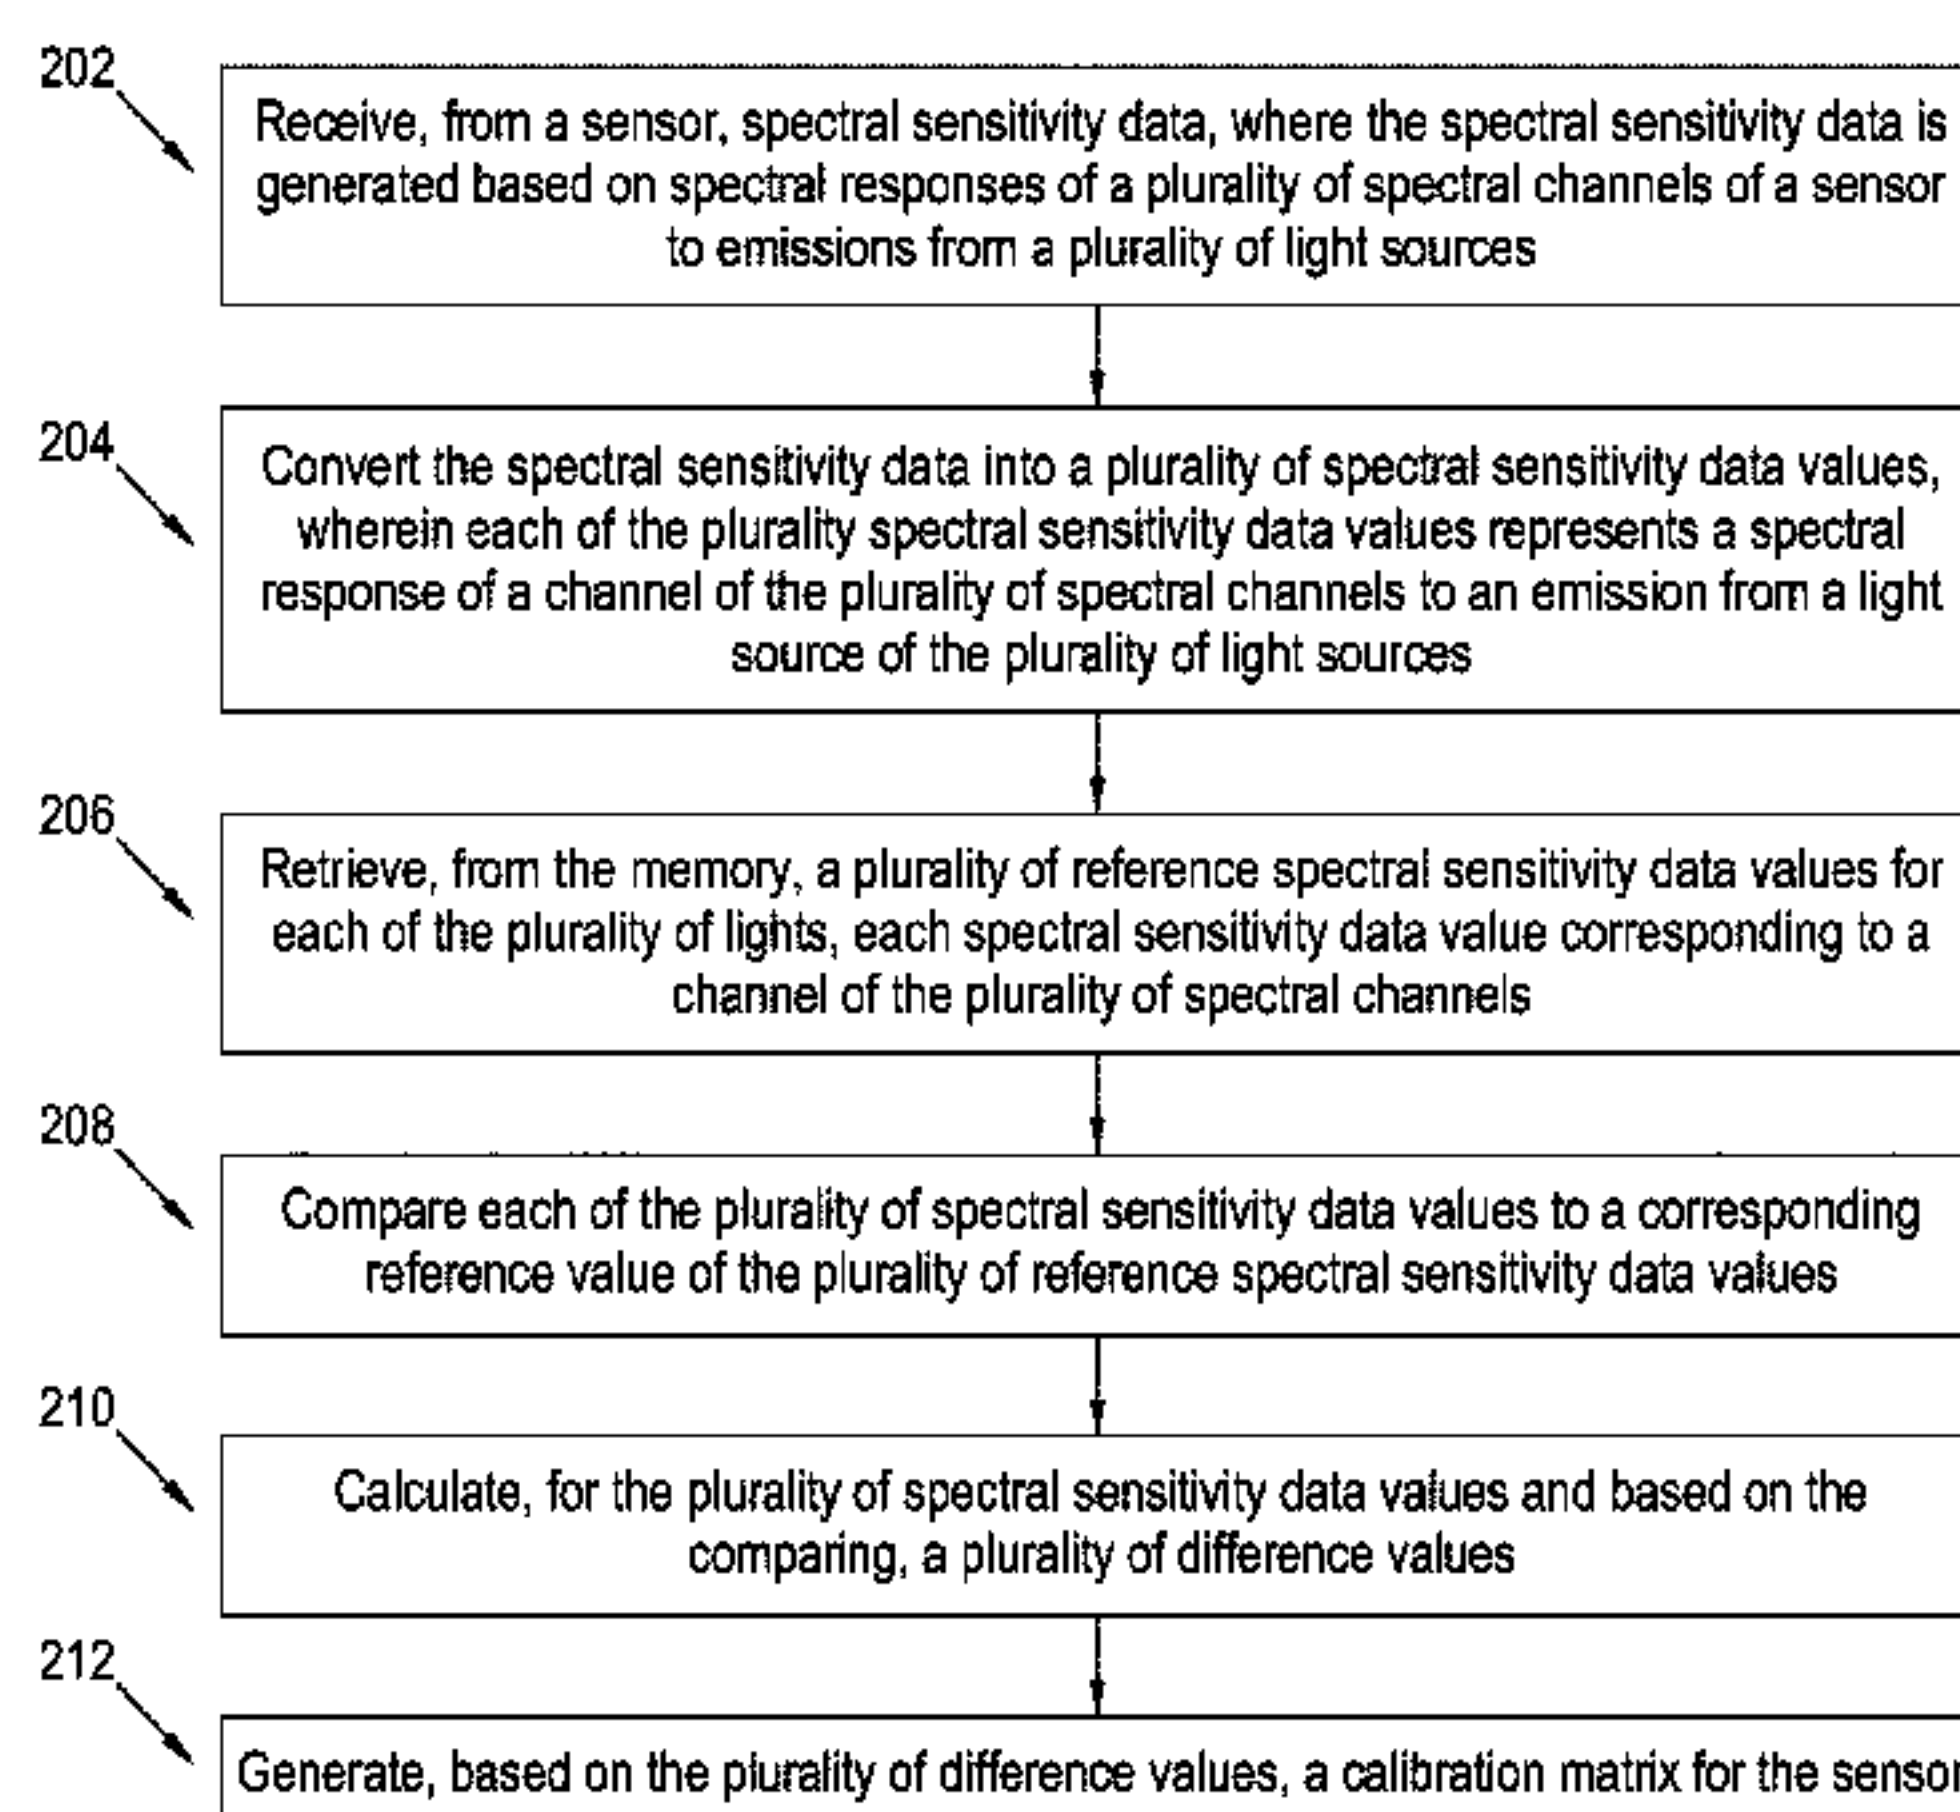 202
Receive, from a sensor, spectral sensitivity data, where the spectral sensitivity data is
generated based on spectral responses of a plurality of spectral channels of a sensor
to emissions from a plurality of light sources
204
Convert the spectral sensitivity data into a plurality of spectral sensitivity data values,
wherein each of the plurality spectral sensitivity data values represents a spectral
response of a channel of the plurality of spectral channels to an emission from a light
source of the plurality of light sources
206
Retrieve, from the memory, a plurality of reference spectral sensitivity data values for
each of the plurality of lights, each spectral sensitivity data value corresponding to a
channel of the plurality of spectral channels
208
Compare each of the plurality of spectral sensitivity data values to a corresponding
reference value of the plurality of reference spectral sensitivity data values
210
Calculate, for the plurality of spectral sensitivity data values and based on the
comparing, a plurality of difference values
212
Generate, based on the plurality of difference values, a calibration matrix for the sensor